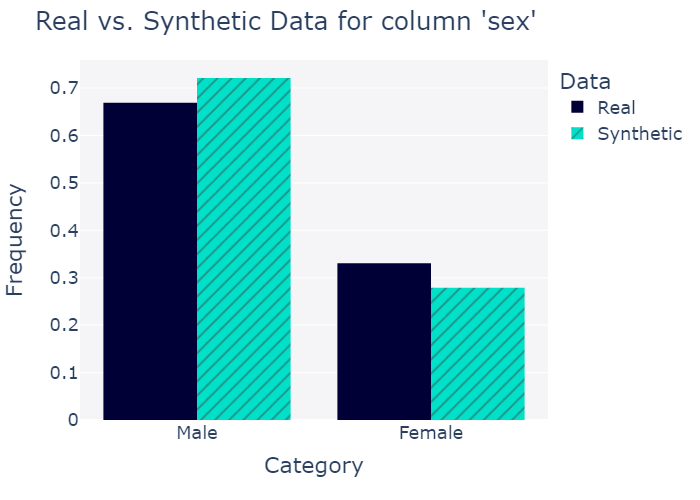 Real vs. Synthetic Data for column 'sex'
Data
Real
Synthetic
Frequency
0.7
0.6
0.5
0.4
0.3
0.2
0.1
0
Male
Female
Category